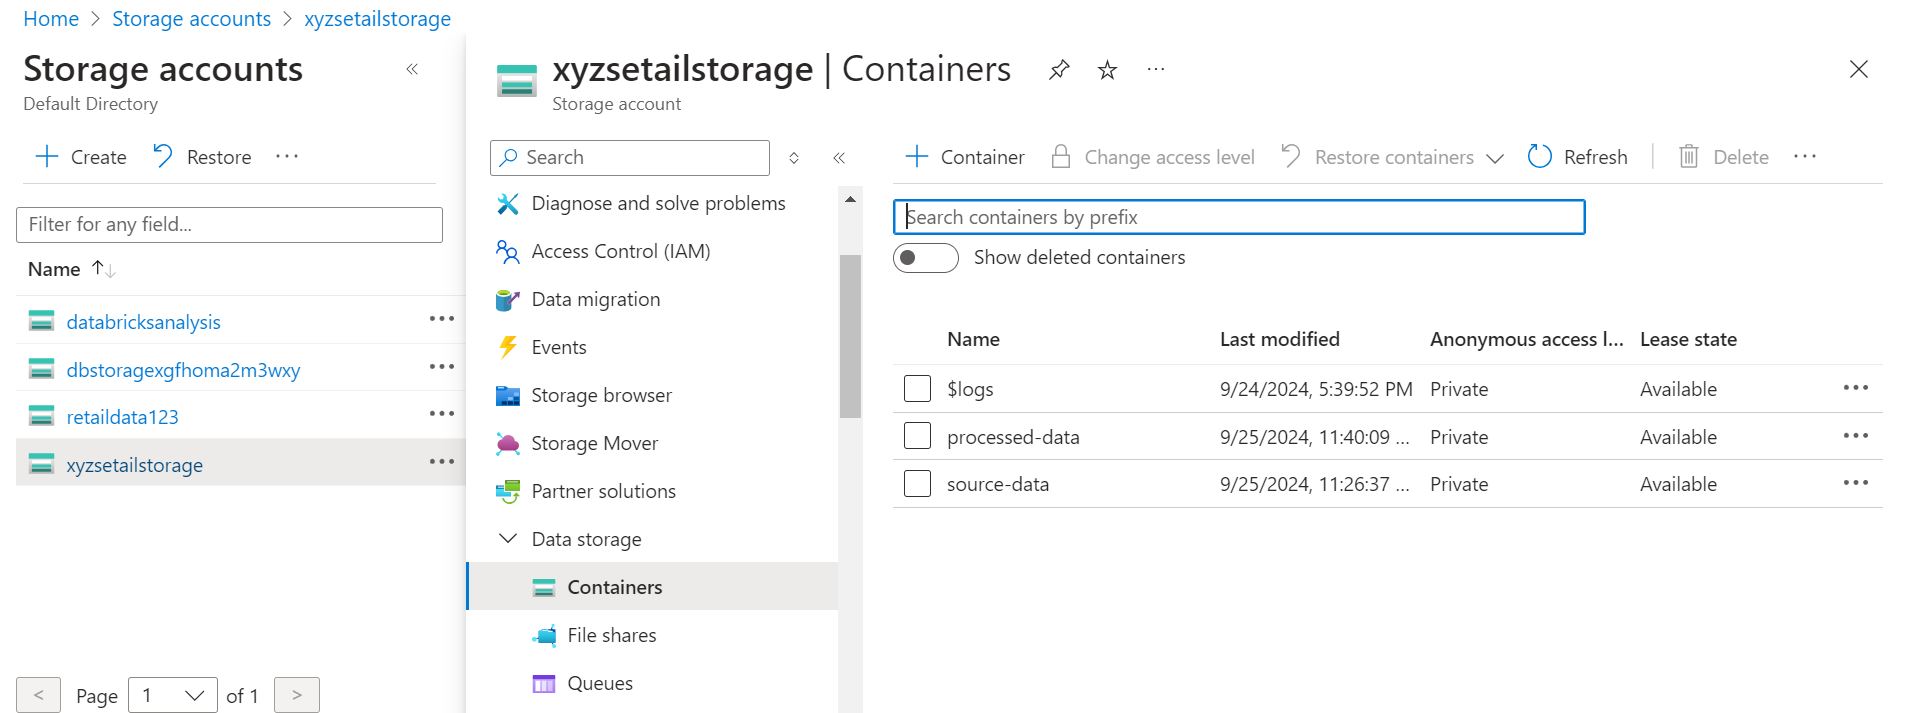 Home > Storage accounts > xyzsetailstorage
Storage accounts
Default Directory
Create Restore ...
Filter for any field...
Name
databricksanalysis ...
dbstoragexgfhoma2m3wxy ...
retaildata123 ...
xyzsetailstorage ...
< Page 1 of 1 >
xyzsetailstorage | Containers ...
Storage account
Search
Diagnose and solve problems
Access Control (IAM)
Data migration
Events
Storage browser
Storage Mover
Partner solutions
Data storage
Containers
File shares
Queues
Container Change access level Restore containers Refresh Delete ...
Search containers by prefix
Show deleted containers
Name Last modified Anonymous access l... Lease state
$logs 9/24/2024, 5:39:52 PM Private Available ...
processed-data 9/25/2024, 11:40:09 ... Private Available ...
source-data 9/25/2024, 11:26:37 ... Private Available ...